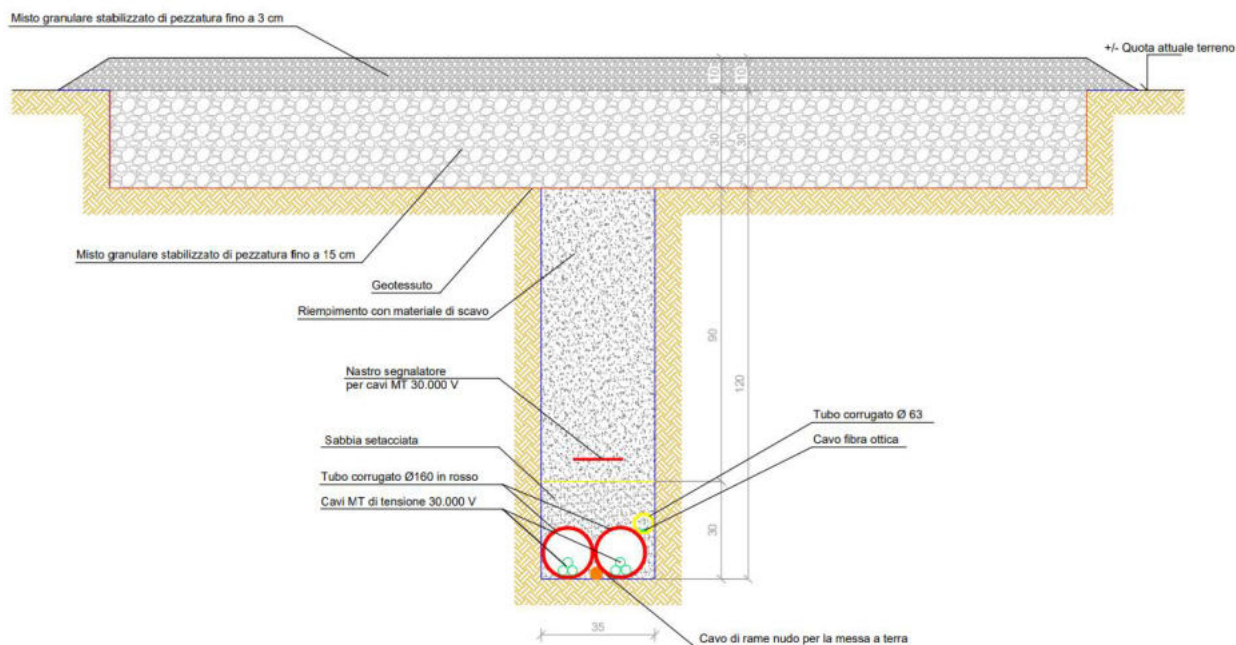 Misto granulare stabilizzato di pezzatura fino a 3 cm
+/- Quota attuale terreno
10
10
30
30
Misto granulare stabilizzato di pezzatura fino a 15 cm
Geotessuto
Riempimento con materiale di scavo
90
120
Nastro segnalatore
per cavi MT 30.000 V
Tubo corrugato Ø 63
Sabbia setacciata
Cavo fibra ottica
Tubo corrugato Ø160 in rosso
Cavi MT di tensione 30.000 V
30
35
Cavo di rame nudo per la messa a terra